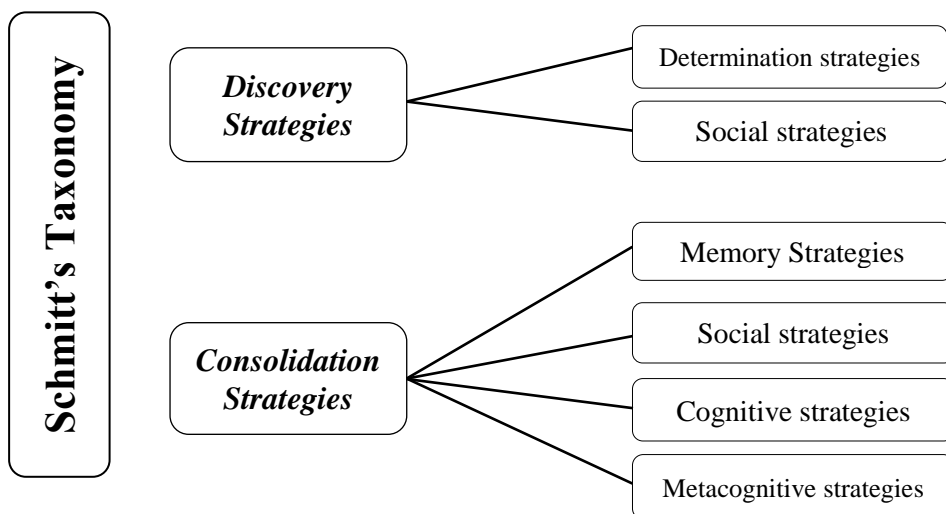 Schmitt's Taxonomy
Discovery
Strategies
Determination strategies
Social strategies
Consolidation
Strategies
Memory Strategies
Social strategies
Cognitive strategies
Metacognitive strategies